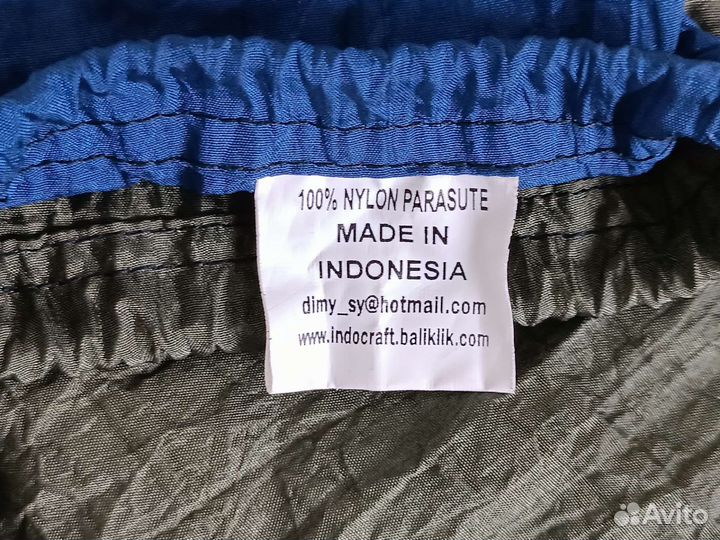 100% NYLON PARASUTE
MADE IN
INDONESIA
dimy_sy@hotmail.com
www.indocraft.baliklik.com
Avito